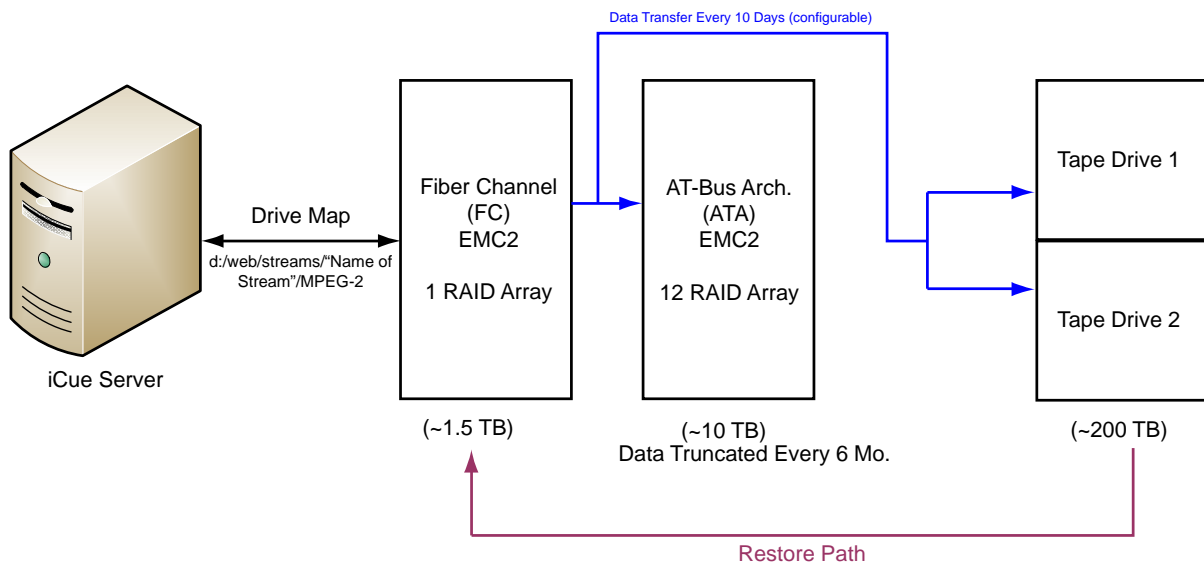 Data Transfer Every 10 Days (configurable)
Drive Map
d:/web/streams/“Name of
Stream”/MPEG-2
iCue Server
Fiber Channel
(FC)
EMC2
1 RAID Array
(~1.5 TB)
AT-Bus Arch.
(ATA)
EMC2
12 RAID Array
(~10 TB)
Data Truncated Every 6 Mo.
Tape Drive 1
Tape Drive 2
(~200 TB)
Restore Path